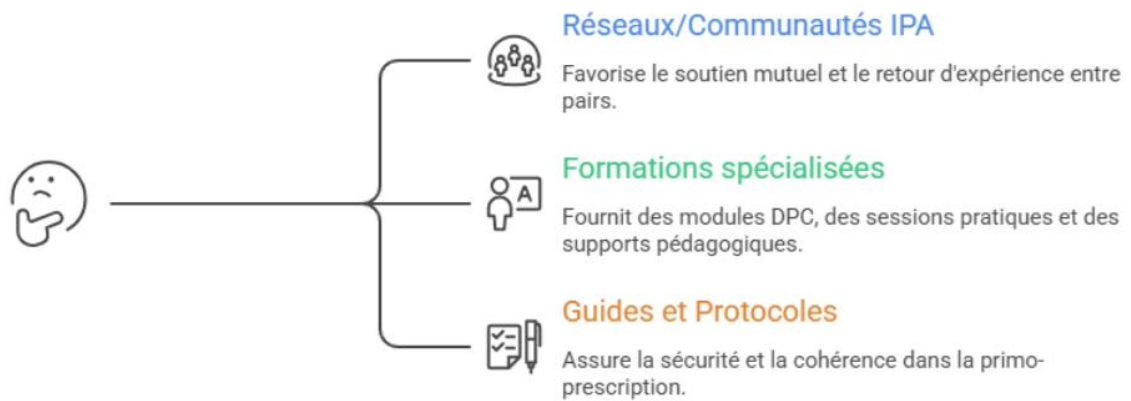 Réseaux/Communautés IPA
Favorise le soutien mutuel et le retour d'expérience entre
pairs.
A
Formations spécialisées
Fournit des modules DPC, des sessions pratiques et des
supports pédagogiques.
Guides et Protocoles
Assure la sécurité et la cohérence dans la primo-
prescription.